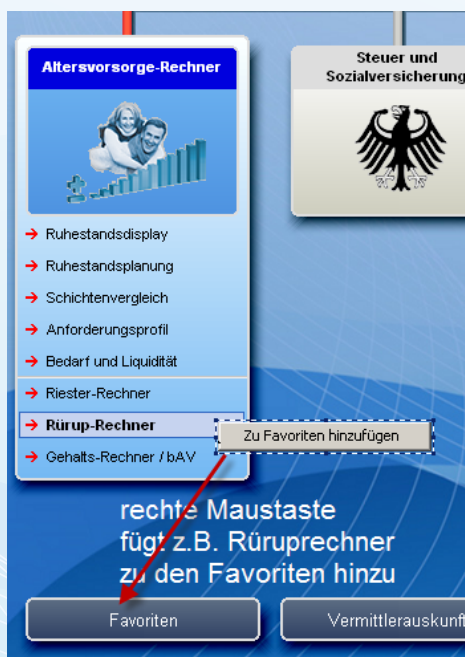 Altersvorsorge-Rechner
Steuer und
Sozialversicherung
Ruhestandsdisplay
Ruhestandsplanung
Schichtenvergleich
Anforderungsprofil
Bedarf und Liquidität
Riester-Rechner
Rürup-Rechner
Zu Favoriten hinzufügen
Gehalts-Rechner / bAV
rechte Maustaste
fügt z.B. Rüruprechner
zu den Favoriten hinzu
Favoriten
Vermittlerauskunft